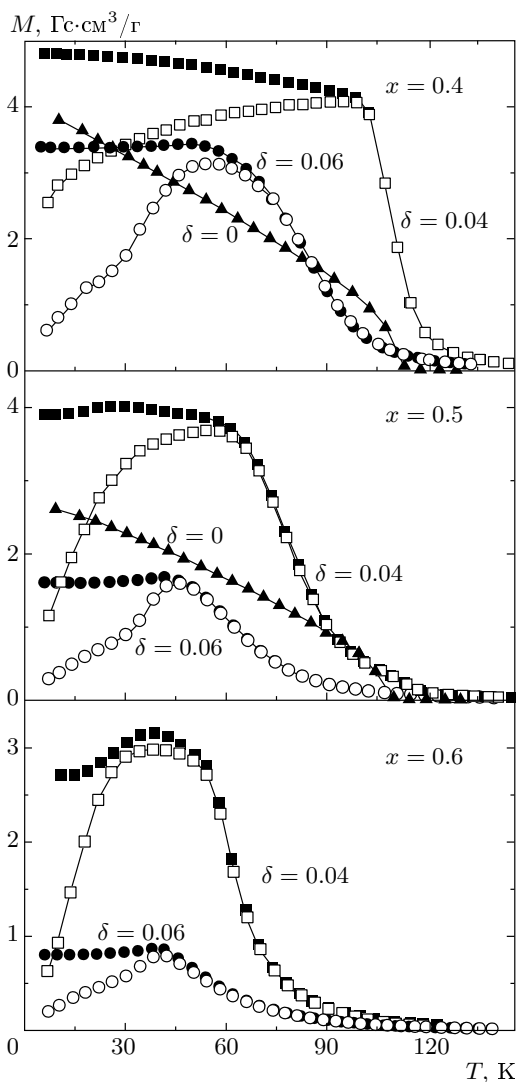 M, Гс·см³/г
x = 0.4
4
δ = 0.06
δ = 0.04
δ = 0
2
0
4
x = 0.5
δ = 0
2
δ = 0.04
δ = 0.06
0
3
x = 0.6
2
δ = 0.04
δ = 0.06
1
0 30 60 90 120
T, K